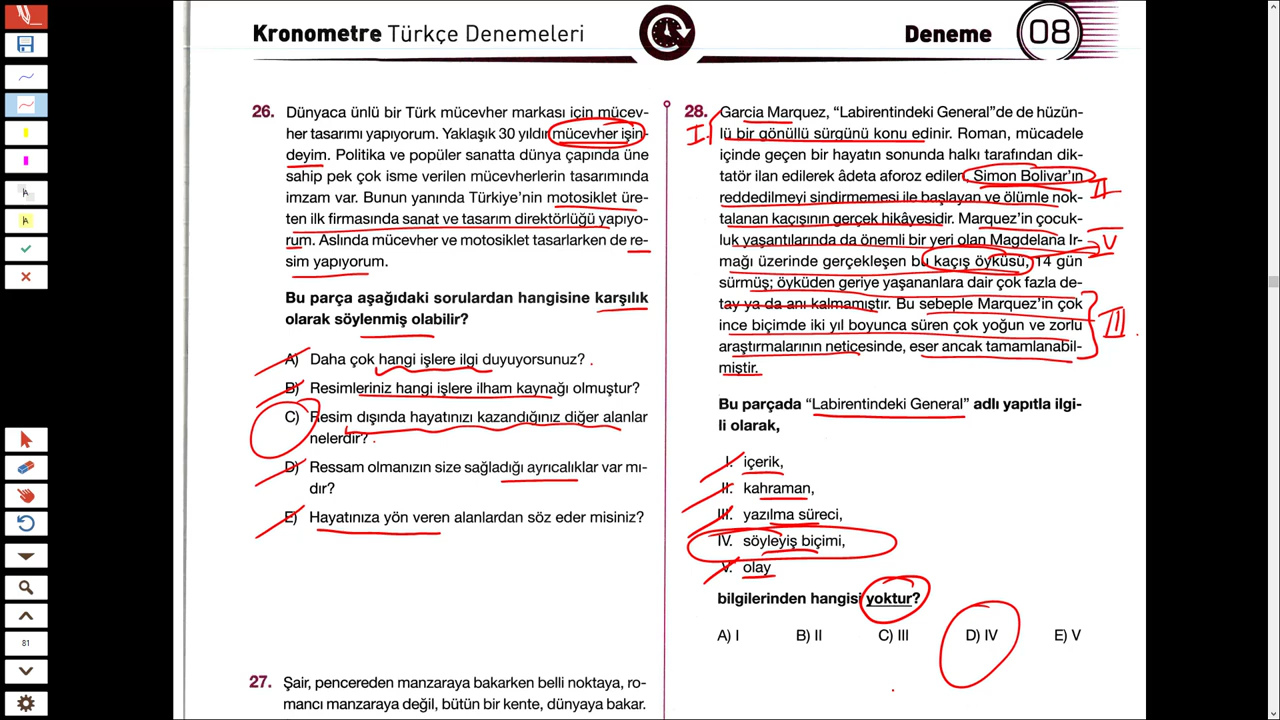 Kronometre Türkçe Denemeleri
Deneme 08
26. Dünyaca ünlü bir Türk mücevher markası için mücev-
her tasarımı yapıyorum. Yaklaşık 30 yıldır mücevher işin-
deyim. Politika ve popüler sanatta dünya çapında üne
sahip pek çok isme verilen mücevherlerin tasarımında
imzam var. Bunun yanında Türkiye'nin motosiklet üre-
ten ilk firmasında sanat ve tasarım direktörlüğü yapıyo-
rum. Aslında mücevher ve motosiklet tasarlarken de re-
sim yapıyorum.
Bu parça aşağıdaki sorulardan hangisine karşılık
olarak söylenmiş olabilir?
A) Daha çok hangi işlere ilgi duyuyorsunuz?
B) Resimleriniz hangi işlere ilham kaynağı olmuştur?
C) Resim dışında hayatınızı kazandığınız diğer alanlar
nelerdir?
D) Ressam olmanızın size sağladığı ayrıcalıklar var mı-
dır?
E) Hayatınıza yön veren alanlardan söz eder misiniz?
27. Şair, pencereden manzaraya bakarken belli noktaya, ro-
mancı manzaraya değil, bütün bir kente, dünyaya bakar.
28. Garcia Marquez, "Labirentindeki General"de de hüzün-
I. lü bir gönüllü sürgünü konu edinir. Roman, mücadele
içinde geçen bir hayatın sonunda halkı tarafından dik-
tatör ilan edilerek âdeta aforoz edilen, Simon Bolivar'ın
II
reddedilmeyi sindirmemesi ile başlayan ve ölümle nok-
talanan kaçışının gerçek hikâyesidir. Marquez'in çocuk-
luk yaşantılarında da önemli bir yeri olan Magdelana Ir-
V
mağı üzerinde gerçekleşen bu kaçış öyküsü, 14 gün
sürmüş; öyküden geriye yaşananlara dair çok fazla de-
tay ya da anı kalmamıştır. Bu sebeple Marquez'in çok
ince biçimde iki yıl boyunca süren çok yoğun ve zorlu
III
araştırmalarının neticesinde, eser ancak tamamlanabil-
miştir.
Bu parçada "Labirentindeki General" adlı yapıtla ilgi-
li olarak,
I. içerik,
II. kahraman,
III. yazılma süreci,
IV. söyleyiş biçimi,
V. olay
bilgilerinden hangisi yoktur?
A) I B) II C) III D) IV E) V
81